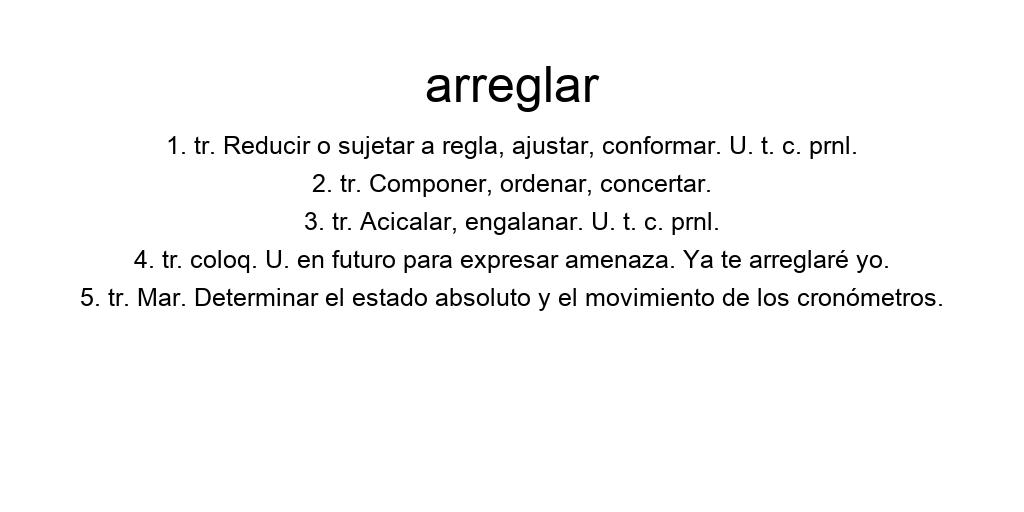 arreglar
1. tr. Reducir o sujetar a regla, ajustar, conformar. U. t. c. prnl.
2. tr. Componer, ordenar, concertar.
3. tr. Acicalar, engalanar. U. t. c. prnl.
4. tr. coloq. U. en futuro para expresar amenaza. Ya te arreglaré yo.
5. tr. Mar. Determinar el estado absoluto y el movimiento de los cronómetros.